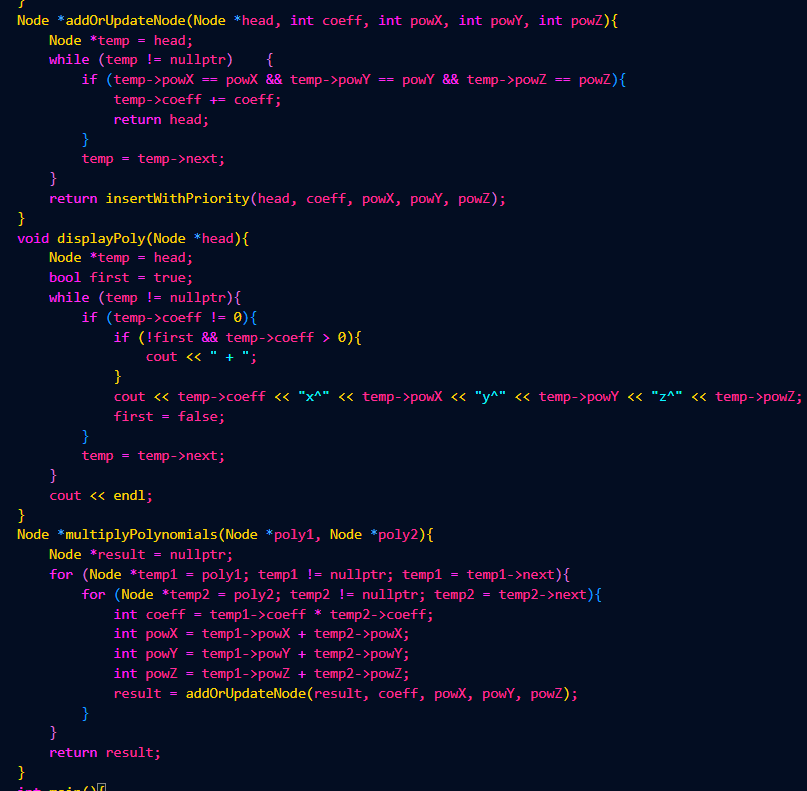 }
Node *addOrUpdateNode(Node *head, int coeff, int powX, int powY, int powZ){
    Node *temp = head;
    while (temp != nullptr)    {
        if (temp->powX == powX && temp->powY == powY && temp->powZ == powZ){
            temp->coeff += coeff;
            return head;
        }
        temp = temp->next;
    }
    return insertWithPriority(head, coeff, powX, powY, powZ);
}
void displayPoly(Node *head){
    Node *temp = head;
    bool first = true;
    while (temp != nullptr){
        if (temp->coeff != 0){
            if (!first && temp->coeff > 0){
                cout << " + ";
            }
            cout << temp->coeff << "x^" << temp->powX << "y^" << temp->powY << "z^" << temp->powZ;
            first = false;
        }
        temp = temp->next;
    }
    cout << endl;
}
Node *multiplyPolynomials(Node *poly1, Node *poly2){
    Node *result = nullptr;
    for (Node *temp1 = poly1; temp1 != nullptr; temp1 = temp1->next){
        for (Node *temp2 = poly2; temp2 != nullptr; temp2 = temp2->next){
            int coeff = temp1->coeff * temp2->coeff;
            int powX = temp1->powX + temp2->powX;
            int powY = temp1->powY + temp2->powY;
            int powZ = temp1->powZ + temp2->powZ;
            result = addOrUpdateNode(result, coeff, powX, powY, powZ);
        }
    }
    return result;
}
int main(){